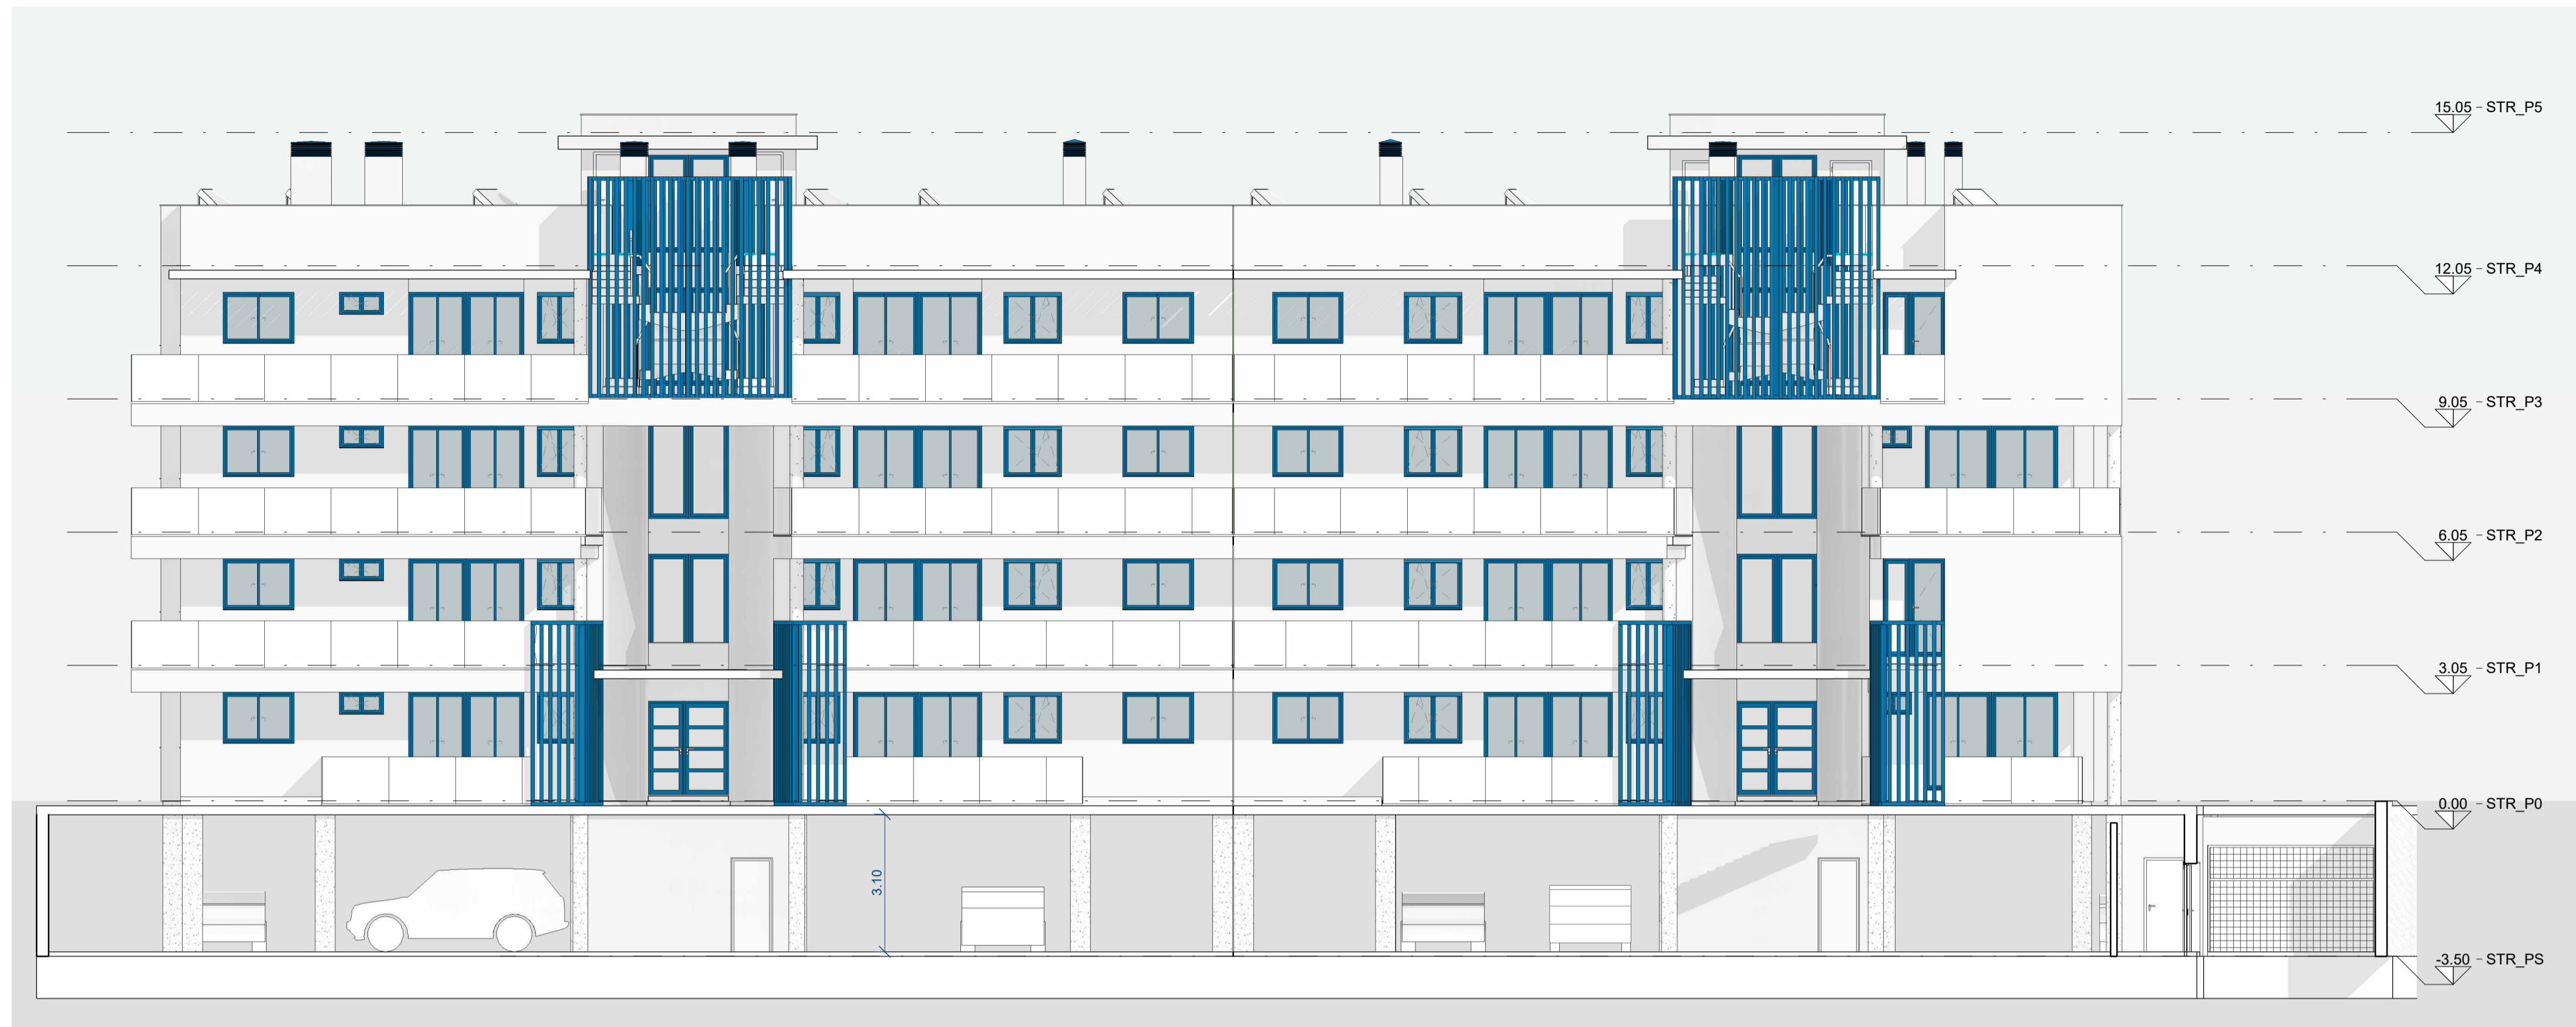 15.05 - STR_P5
12.05 - STR_P4
9.05 - STR_P3
6.05 - STR_P2
3.05 - STR_P1
0.00 - STR_P0
3.10
-3.50 - STR_PS